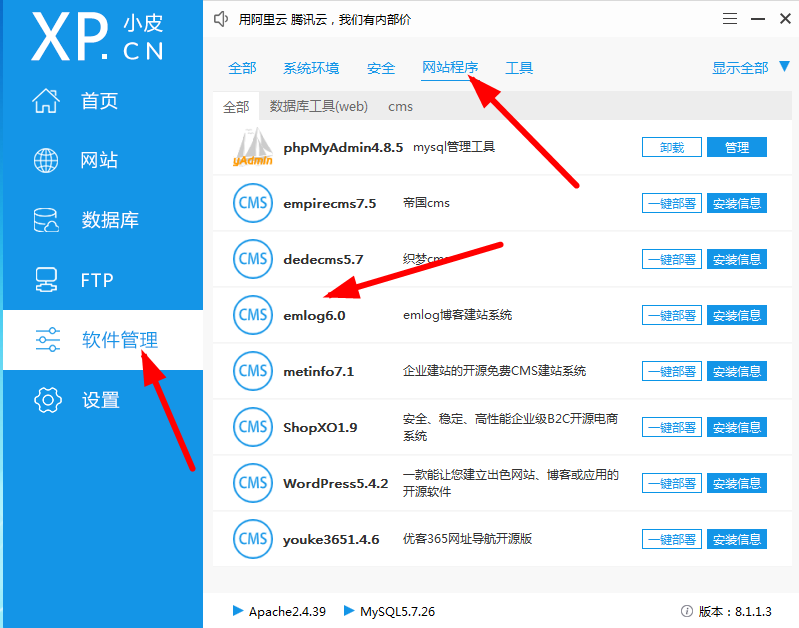 XP.CN 小皮
用阿里云 腾讯云，我们有内部价
首页
网站
数据库
FTP
软件管理
设置
全部 系统环境 安全 网站程序 工具 显示全部
全部 数据库工具(web) cms
yAdmin phpMyAdmin4.8.5 mysql管理工具 卸载 管理
CMS empirecms7.5 帝国cms 一键部署 安装信息
CMS dedecms5.7 织梦cms 一键部署 安装信息
CMS emlog6.0 emlog博客建站系统 一键部署 安装信息
CMS metinfo7.1 企业建站的开源免费CMS建站系统 一键部署 安装信息
CMS ShopXO1.9 安全、稳定、高性能企业级B2C开源电商
系统 一键部署 安装信息
CMS WordPress5.4.2 一款能让您建立出色网站、博客或应用的
开源软件 一键部署 安装信息
CMS youke3651.4.6 优客365网址导航开源版 一键部署 安装信息
Apache2.4.39 MySQL5.7.26 版本：8.1.1.3